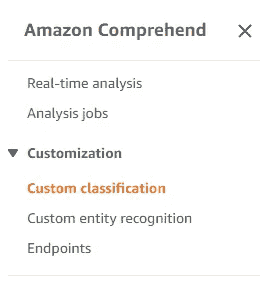 Amazon Comprehend
Real-time analysis
Analysis jobs
Customization
Custom classification
Custom entity recognition
Endpoints